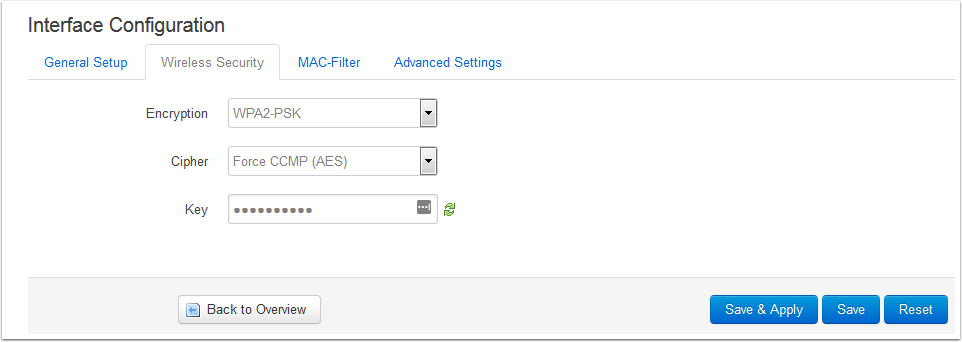 Interface Configuration
General Setup Wireless Security MAC-Filter Advanced Settings
Encryption WPA2-PSK
Cipher Force CCMP (AES)
Key ••••••••••
Back to Overview Save & Apply Save Reset